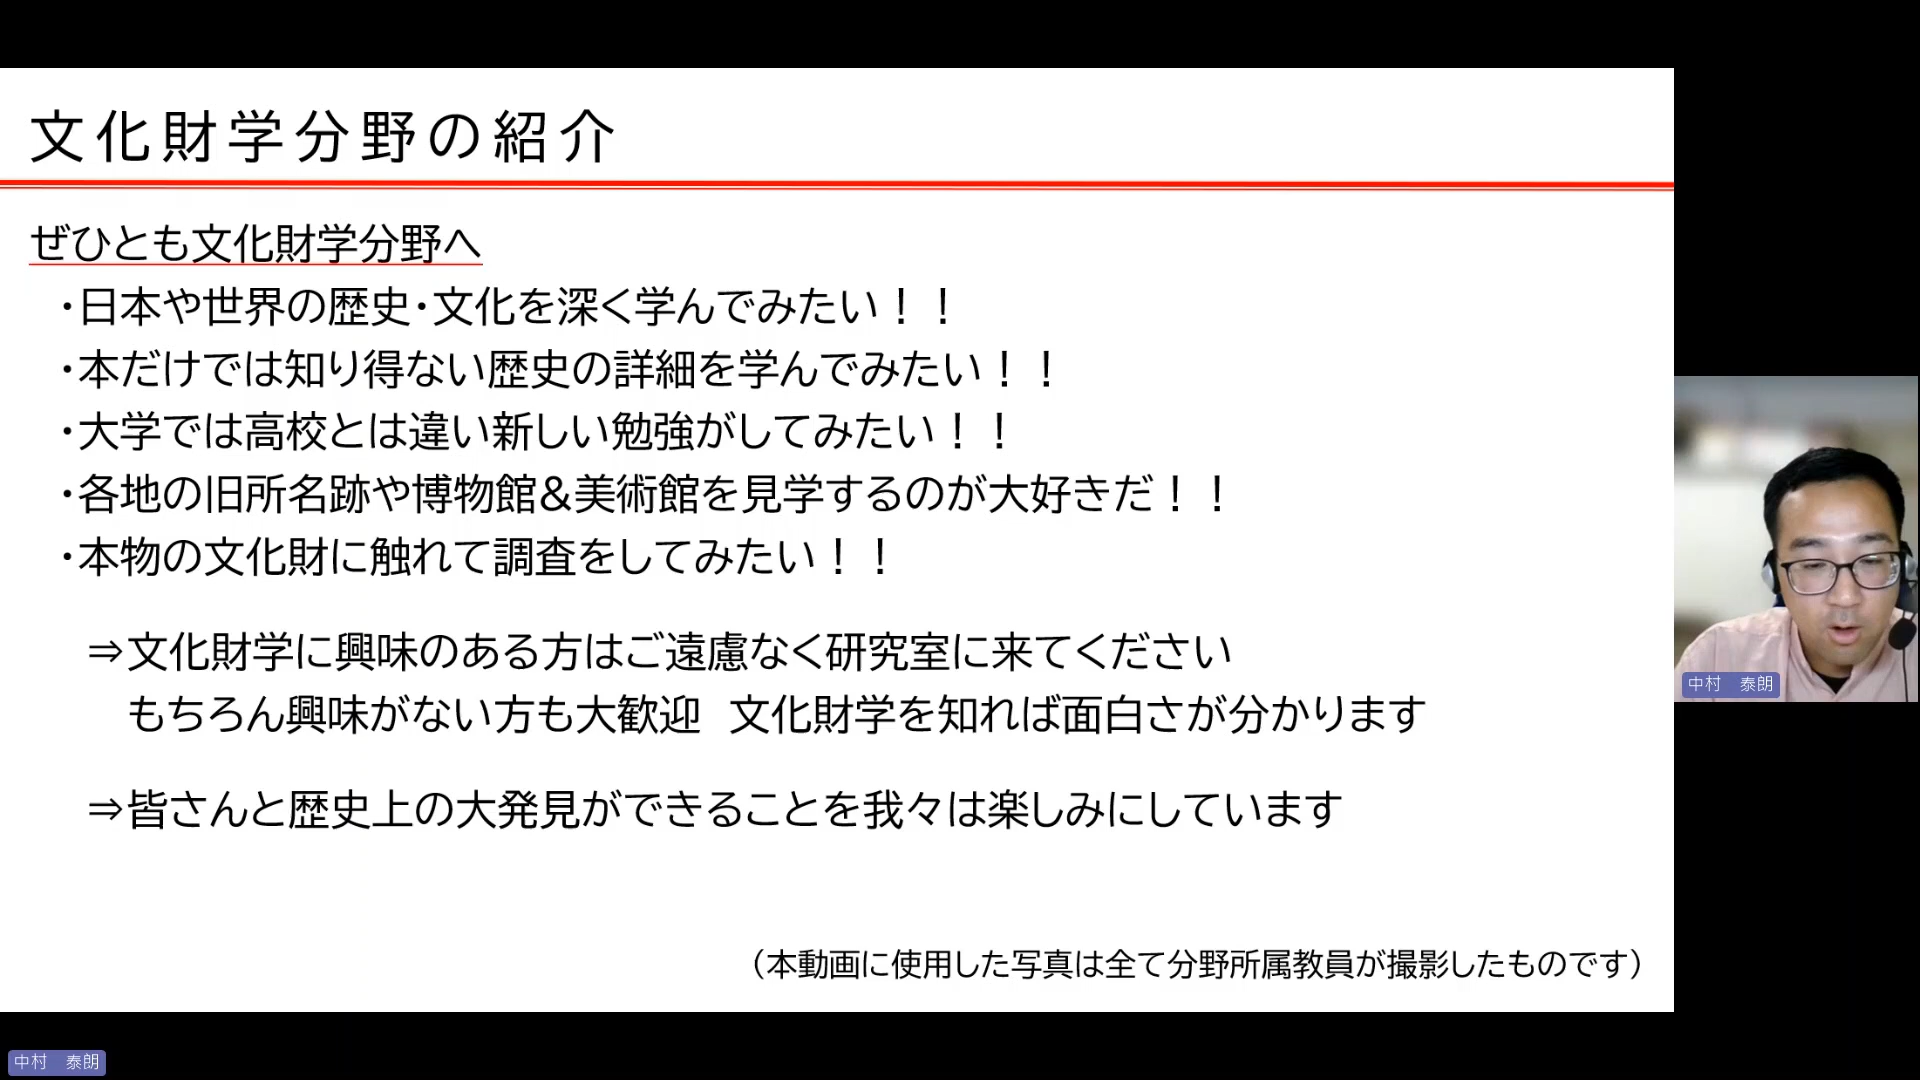 文化財学分野の紹介
ぜひとも文化財学分野へ
・日本や世界の歴史・文化を深く学んでみたい！！
・本だけでは知り得ない歴史の詳細を学んでみたい！！
・大学では高校とは違い新しい勉強がしてみたい！！
・各地の旧所名跡や博物館＆美術館を見学するのが大好きだ！！
・本物の文化財に触れて調査をしてみたい！！
⇒文化財学に興味のある方はご遠慮なく研究室に来てください
もちろん興味がない方も大歓迎　文化財学を知れば面白さが分かります
⇒皆さんと歴史上の大発見ができることを我々は楽しみにしています
（本動画に使用した写真は全て分野所属教員が撮影したものです）
中村　泰朗
中村　泰朗